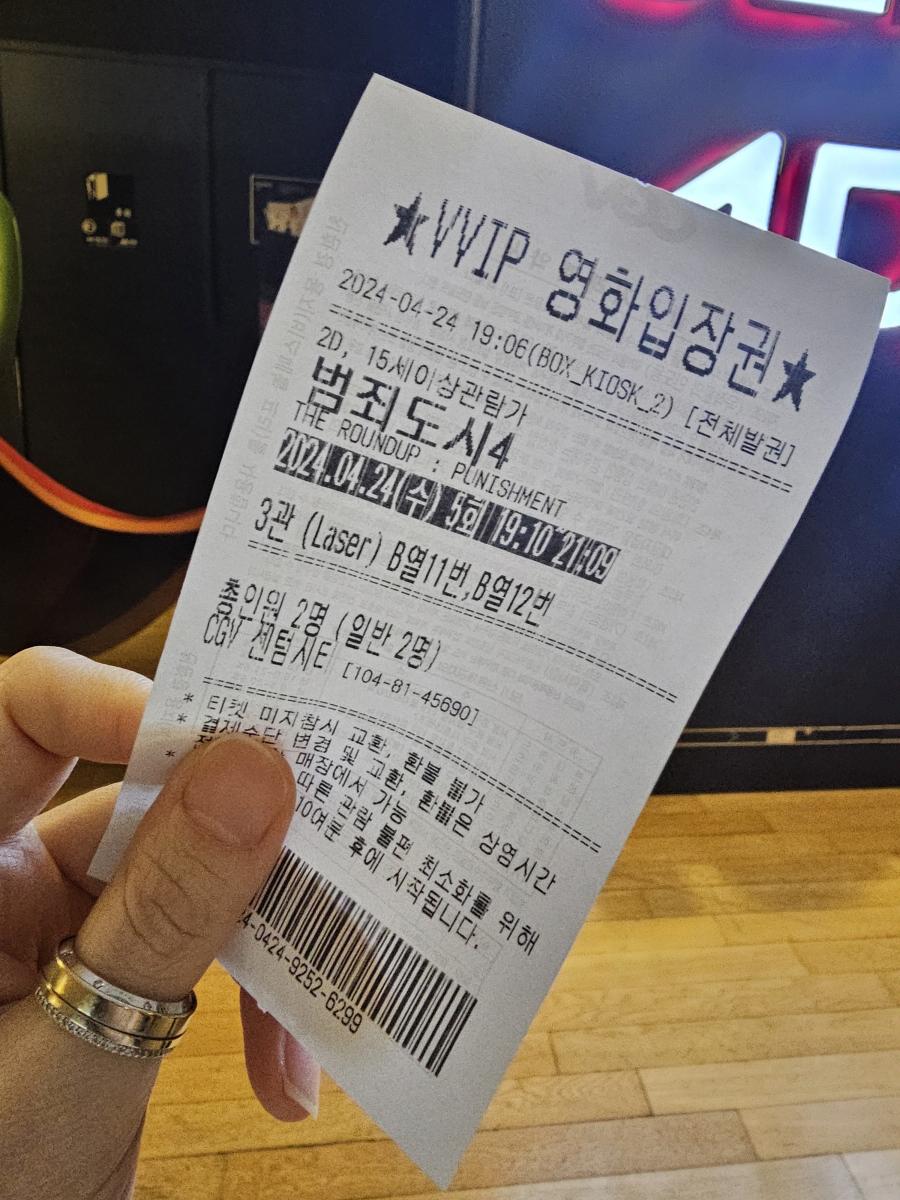 ★VVIP 영화입장권★
2024-04-24 19:06(BOX_KIOSK_2) [전체발권]
2D, 15세이상관람가
범죄도시4
THE ROUNDUP : PUNISHMENT
2024.04.24(수) 5회 19:10~21:09
3관 (Laser) B열11번,B열12번
총인원 2명 (일반 2명)
CGV 센텀시티 [104-81-45690]
* 티켓 미지참시 교환, 환불 불가
* 결제수단 변경 및 교환, 환불은 상영시간
매장에서 가능
* 따른 관람 불편 최소화를 위해
10여분 후에 시작됩니다.
4-0424-9252-6299